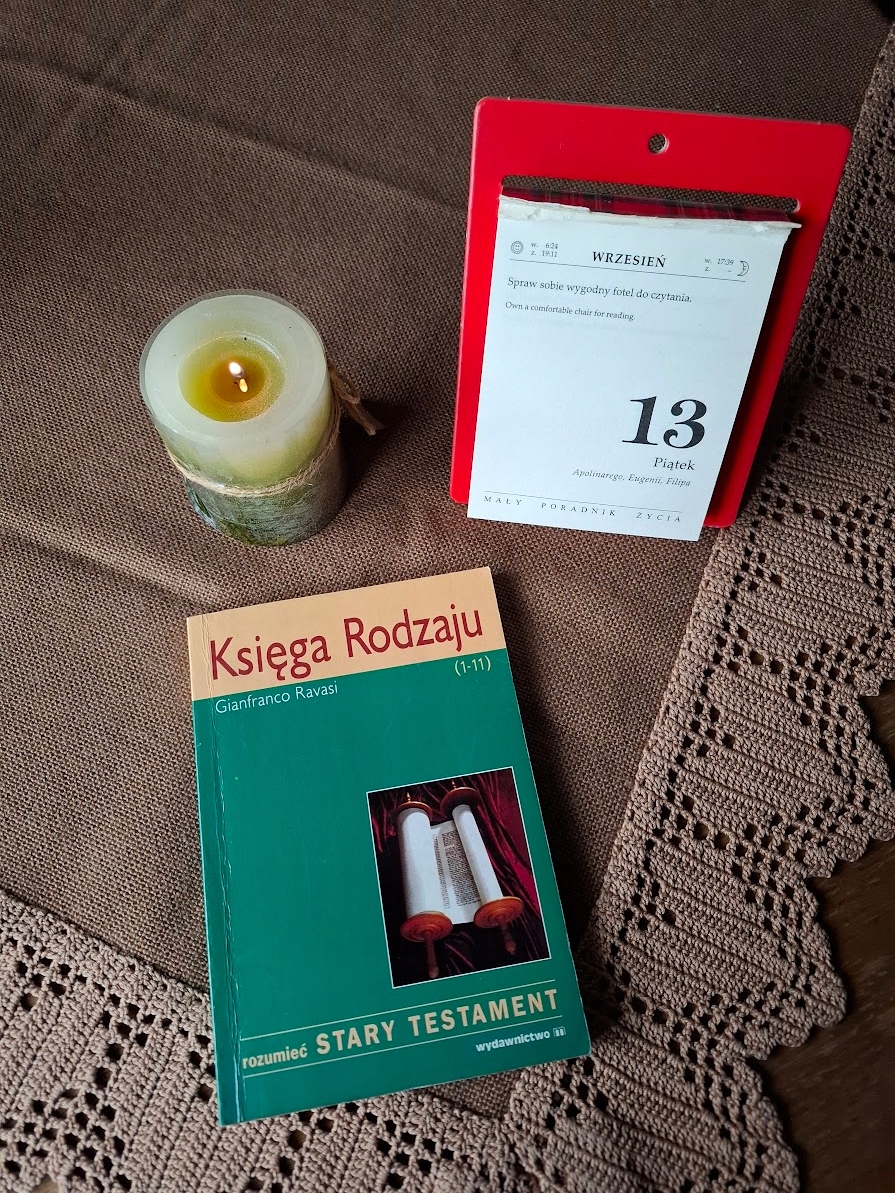 w. 6:24
z. 19:11
WRZESIEŃ
w. 17:39
z. –
Spraw sobie wygodny fotel do czytania.
Own a comfortable chair for reading.
13
Piątek
Apolinarego, Eugenii, Filipa
MAŁY PORADNIK ŻYCIA
Księga Rodzaju
(1-11)
Gianfranco Ravasi
rozumieć STARY TESTAMENT
wydawnictwo m